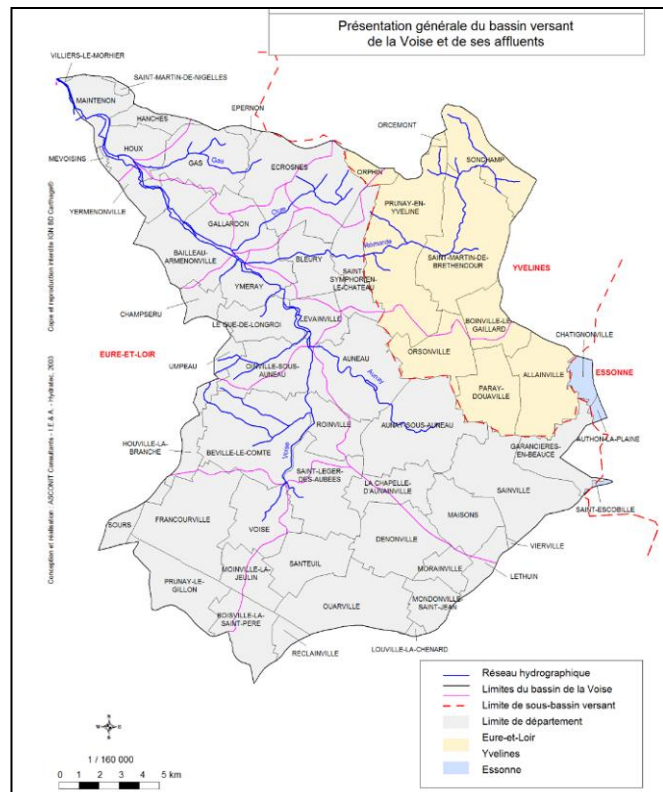 Présentation générale du bassin versant
de la Voise et de ses affluents
VILLIERS-LE-MORHIER
SAINT-MARTIN-DE-NIGELLES
MAINTENON
HANCHES
EPERNON
ORCEMONT
MEVOISINS
HOUX
GAS
Gas
ECROSNES
ORPHIN
SONCHAMP
YERMENONVILLE
PRUNAY-EN-
YVELINE
GALLARDON
Ocre
BAILLEAU-
ARMENONVILLE
BLEURY
Rémarde
SAINT-MARTIN-DE-
BRETHENCOUR
YVELINES
YMERAY
SAINT-
SYMPHORIEN-
LE-CHATEAU
CHAMPSERU
LE GUE-DE-LONGROI
LEVAINVILLE
BOINVILLE-LE-
GAILLARD
CHATIGNONVILLE
EURE-ET-LOIR
UMPEAU
OINVILLE-SOUS-
AUNEAU
AUNEAU
Aunay
ORSONVILLE
ALLAINVILLE
ESSONNE
PARAY-
DOUAVILLE
ROINVILLE
AUNAY-SOUS-AUNEAU
AUTHON-LA-PLAINE
HOUVILLE-LA-
BRANCHE
BEVILLE-LE-COMTE
Voise
GARANCIERES-
EN-BEAUCE
SAINT-LEGER-
DES-AUBEES
LA CHAPELLE-
D'AUNAINVILLE
SAINVILLE
SAINT-ESCOBILLE
SOURS
FRANCOURVILLE
VOISE
MAISONS
DENONVILLE
VIERVILLE
MOINVILLE-LA-
JEULIN
SANTEUIL
MORAINVILLE
LETHUIN
PRUNAY-LE-
GILLON
MONDONVILLE-
SAINT-JEAN
BOISVILLE-LA-
SAINT-PERE
OUARVILLE
RECLAINVILLE
LOUVILLE-LA-CHENARD
Copie et reproduction interdite IGN BD Carthage®
Conception et réalisation : ASCONIT Consultants - I.E.& A. - Hydratec, 2003
Réseau hydrographique
Limites du bassin de la Voise
Limite de sous-bassin versant
Limite de département
Eure-et-Loir
Yvelines
Essonne
1 / 160 000
0 1 2 3 4 5 km